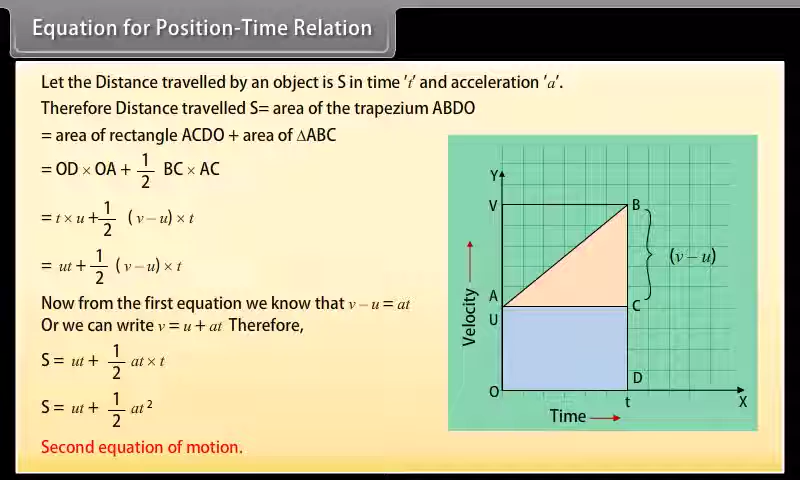 Equation for Position-Time Relation
Let the Distance travelled by an object is S in time 't' and acceleration 'a'.
Therefore Distance travelled S= area of the trapezium ABDO
= area of rectangle ACDO + area of ΔABC
= OD × OA + 1/2 BC × AC
= t × u + 1/2 (v – u) × t
= ut + 1/2 (v – u) × t
Now from the first equation we know that v – u = at
Or we can write v = u + at Therefore,
S = ut + 1/2 at × t
S = ut + 1/2 at 2
Second equation of motion.
Y
V
B
(v – u)
A
U
C
Velocity
O
D
t
X
Time